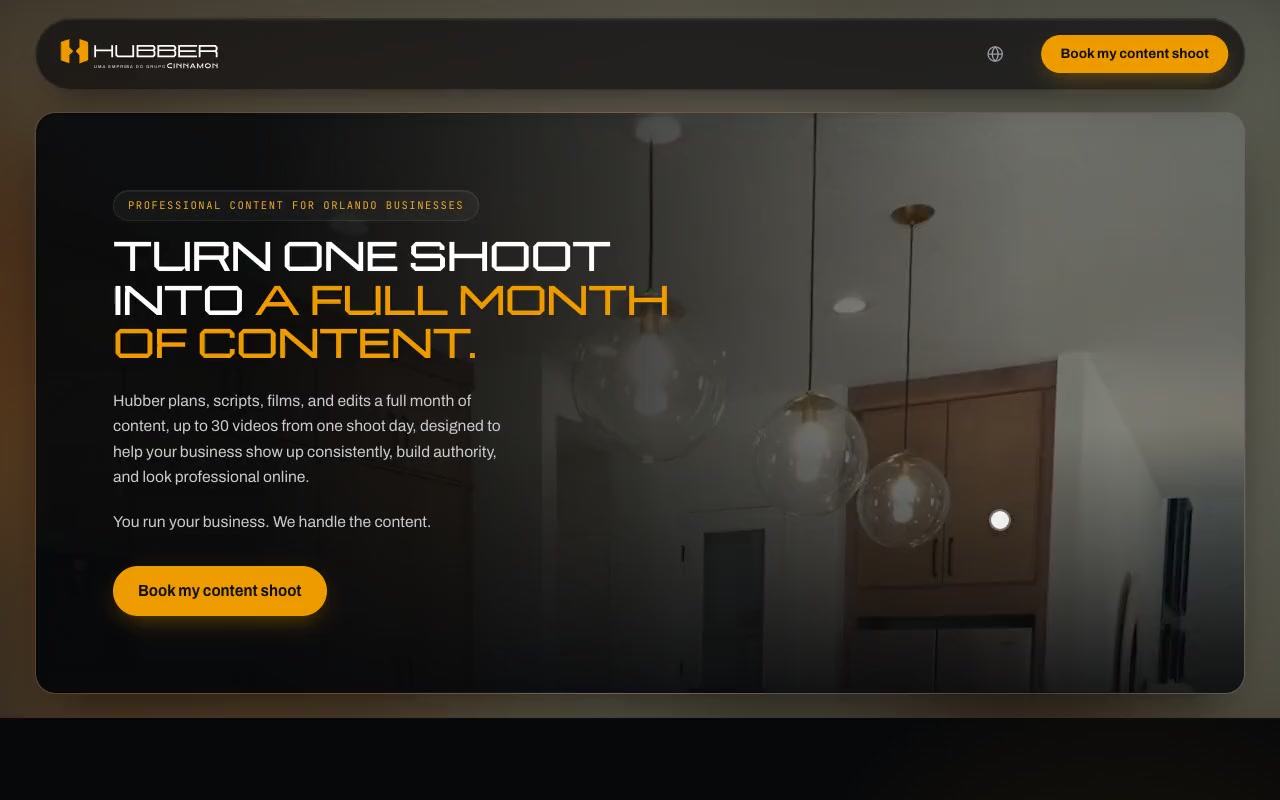 HUBBER
UMA EMPRESA DO GRUPO CINNAMON
Book my content shoot
PROFESSIONAL CONTENT FOR ORLANDO BUSINESSES
TURN ONE SHOOT
INTO A FULL MONTH
OF CONTENT.
Hubber plans, scripts, films, and edits a full month of
content, up to 30 videos from one shoot day, designed to
help your business show up consistently, build authority,
and look professional online.
You run your business. We handle the content.
Book my content shoot